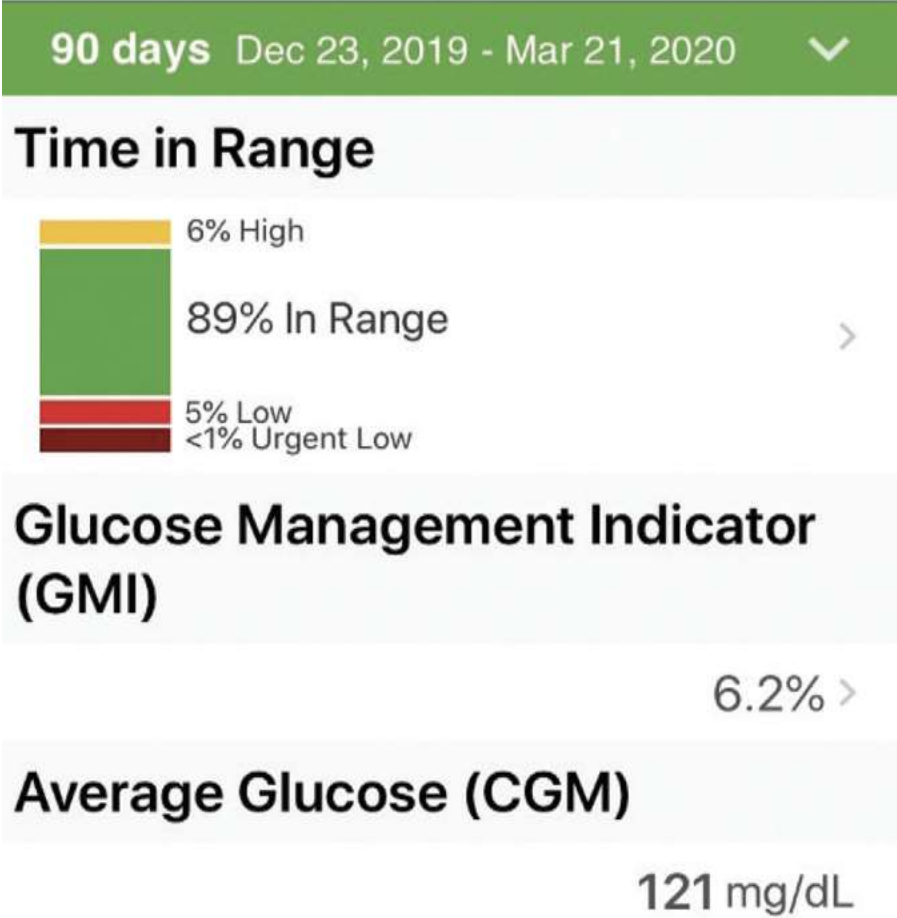 90 days Dec 23, 2019 - Mar 21, 2020
Time in Range
6% High
89% In Range
5% Low
<1% Urgent Low
Glucose Management Indicator
(GMI)
6.2%
Average Glucose (CGM)
121 mg/dL